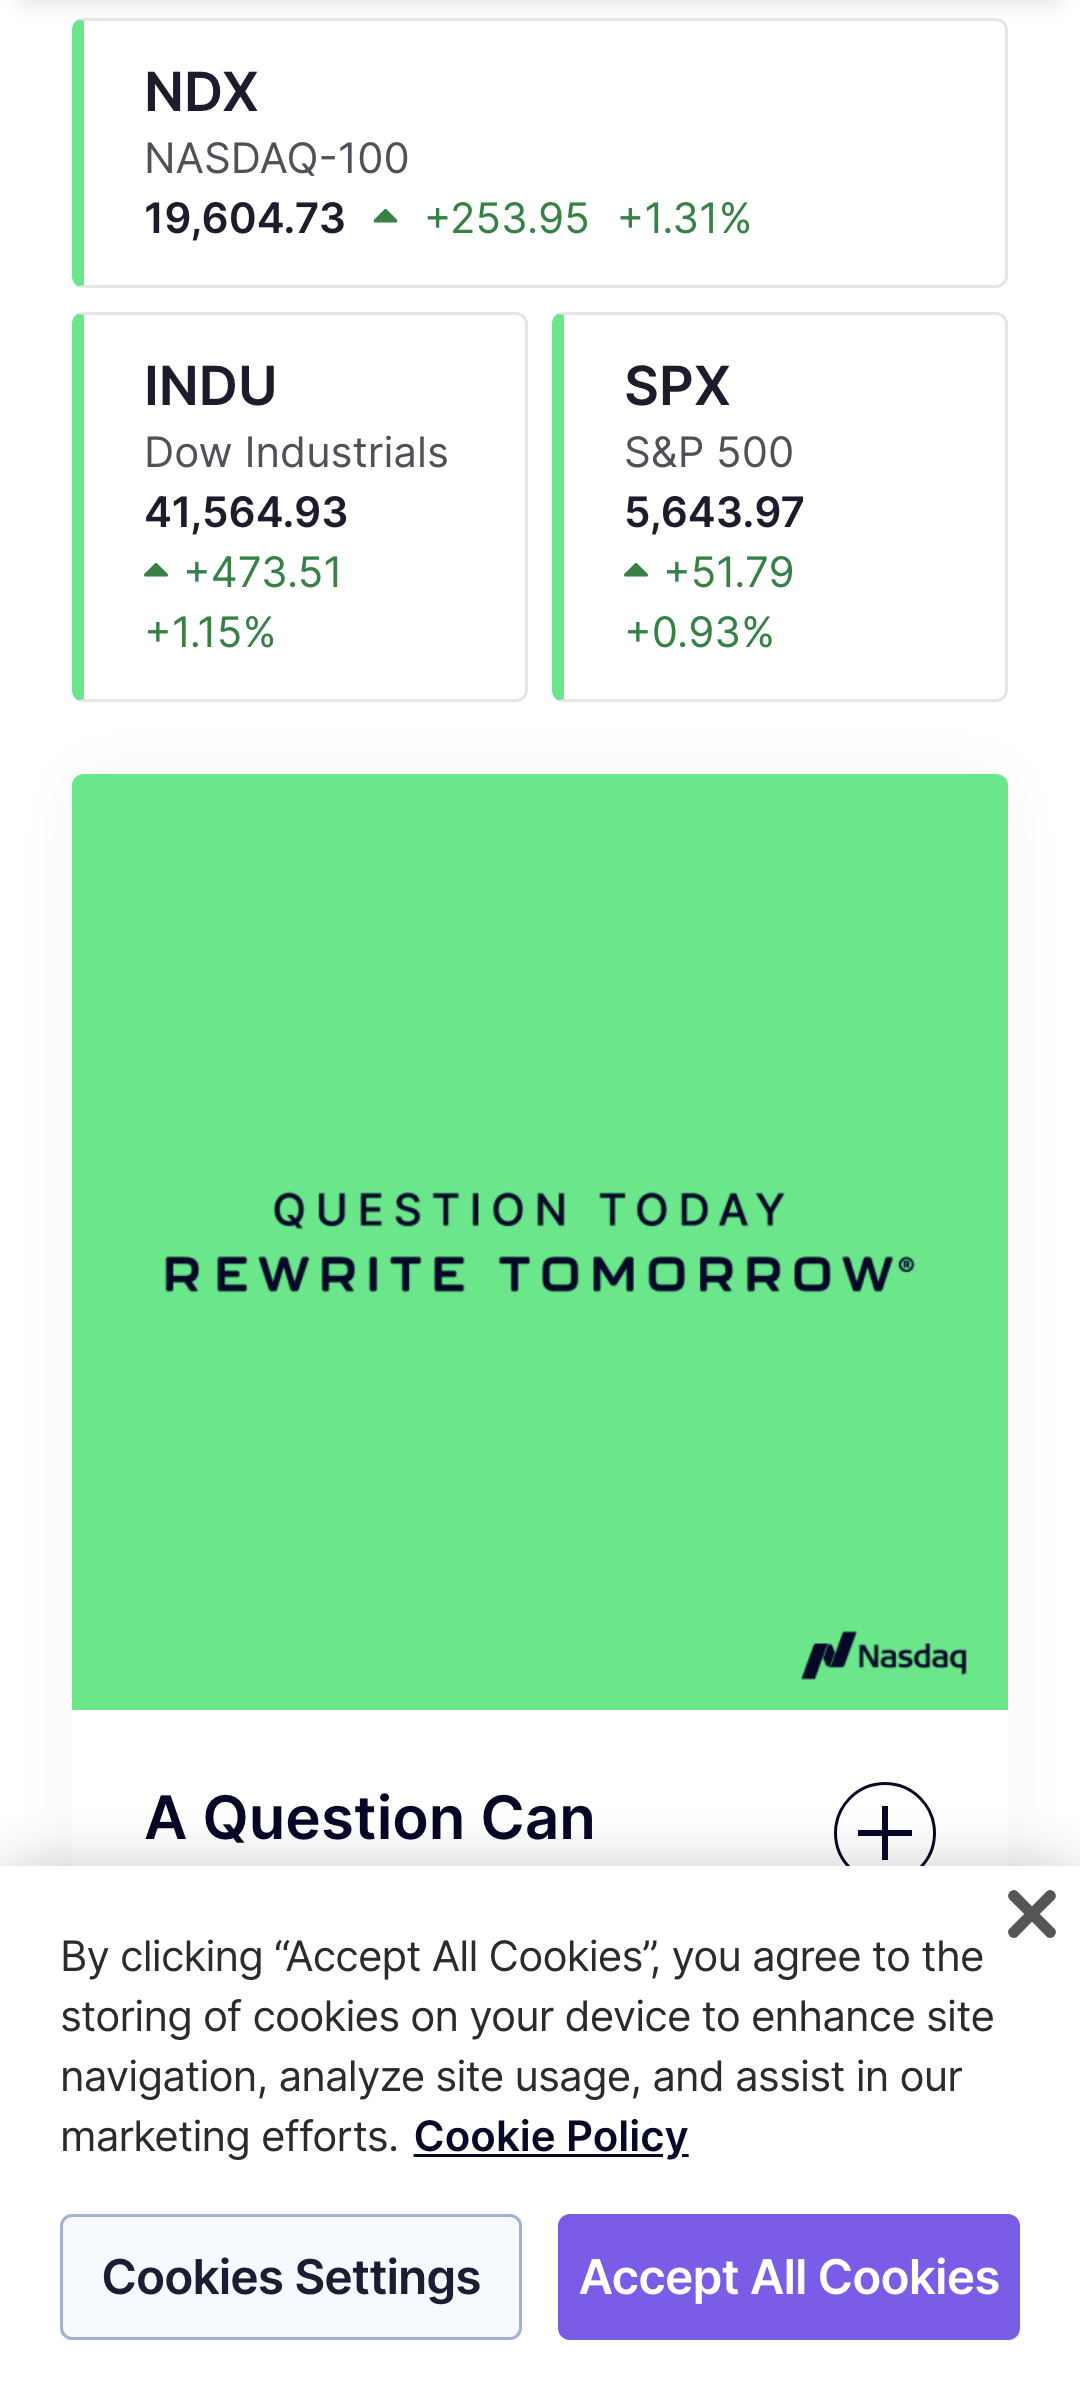 NDX
NASDAQ-100
19,604.73 +253.95 +1.31%
INDU
Dow Industrials
41,564.93
+473.51
+1.15%
SPX
S&P 500
5,643.97
+51.79
+0.93%
QUESTION TODAY
REWRITE TOMORROW®
Nasdaq
A Question Can
By clicking “Accept All Cookies”, you agree to the
storing of cookies on your device to enhance site
navigation, analyze site usage, and assist in our
marketing efforts. Cookie Policy
Cookies Settings
Accept All Cookies